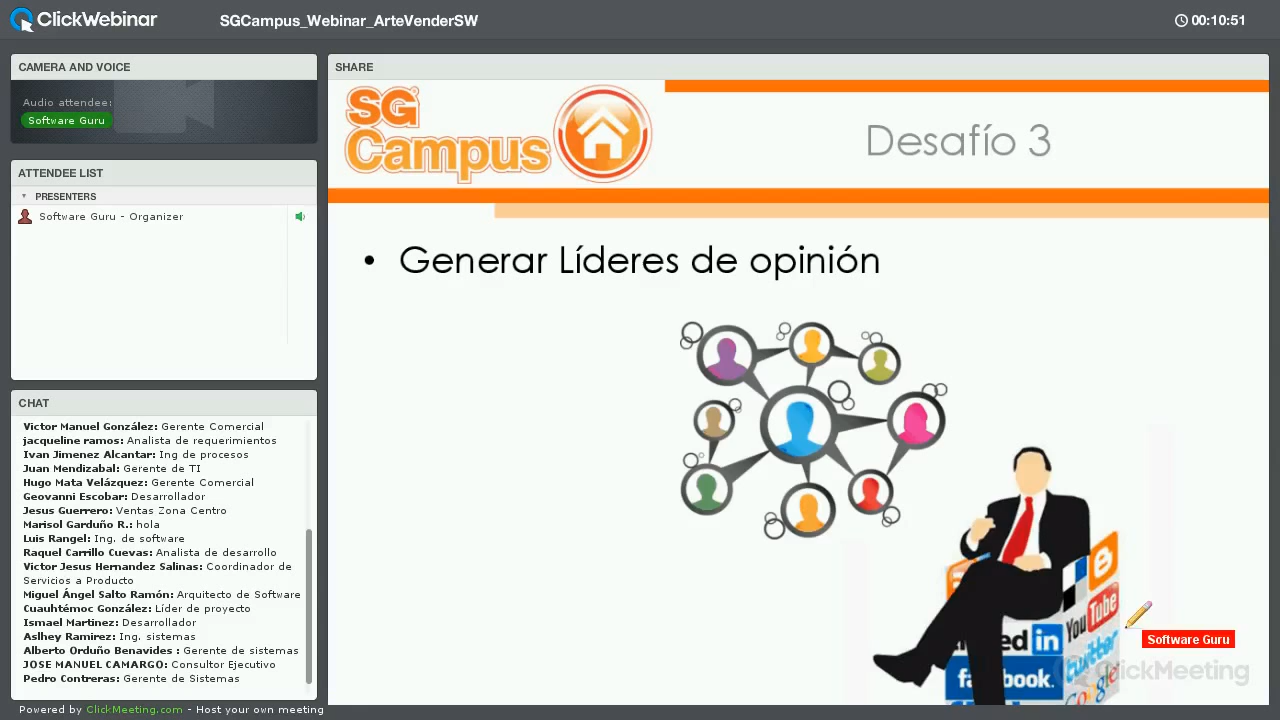 ClickWebinar
SGCampus_Webinar_ArteVenderSW
00:10:51
CAMERA AND VOICE
Audio attendee:
Software Guru
ATTENDEE LIST
PRESENTERS
Software Guru - Organizer
CHAT
Victor Manuel González: Gerente Comercial
jacqueline ramos: Analista de requerimientos
Ivan Jimenez Alcantar: Ing de procesos
Juan Mendizabal: Gerente de TI
Hugo Mata Velázquez: Gerente Comercial
Geovanni Escobar: Desarrollador
Jesus Guerrero: Ventas Zona Centro
Marisol Garduño R.: hola
Luis Rangel: Ing. de software
Raquel Carrillo Cuevas: Analista de desarrollo
Victor Jesus Hernandez Salinas: Coordinador de
Servicios a Producto
Miguel Ángel Salto Ramón: Arquitecto de Software
Cuauhtémoc González: Líder de proyecto
Ismael Martinez: Desarrollador
Aslhey Ramirez: Ing. sistemas
Alberto Orduño Benavides : Gerente de sistemas
JOSE MANUEL CAMARGO: Consultor Ejecutivo
Pedro Contreras: Gerente de Sistemas
Powered by ClickMeeting.com - Host your own meeting
SHARE
SG
Campus
Desafío 3
• Generar Líderes de opinión
YouTube
in
twitter
facebook.
Google
Software Guru
ClickMeeting